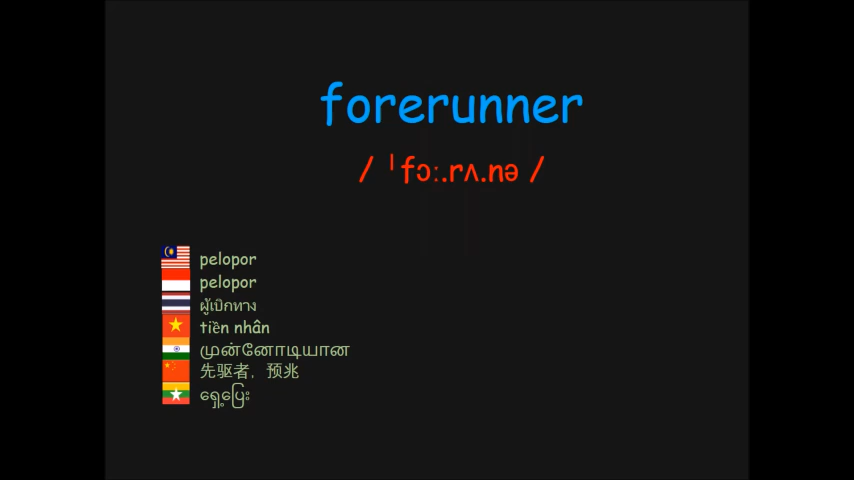 forerunner
/ ˈfɔː.rʌ.nə /
pelopor
pelopor
ผู้เบิกทาง
tiền nhân
முன்னோடியான
先驱者，预兆
ရှေ့ပြေး